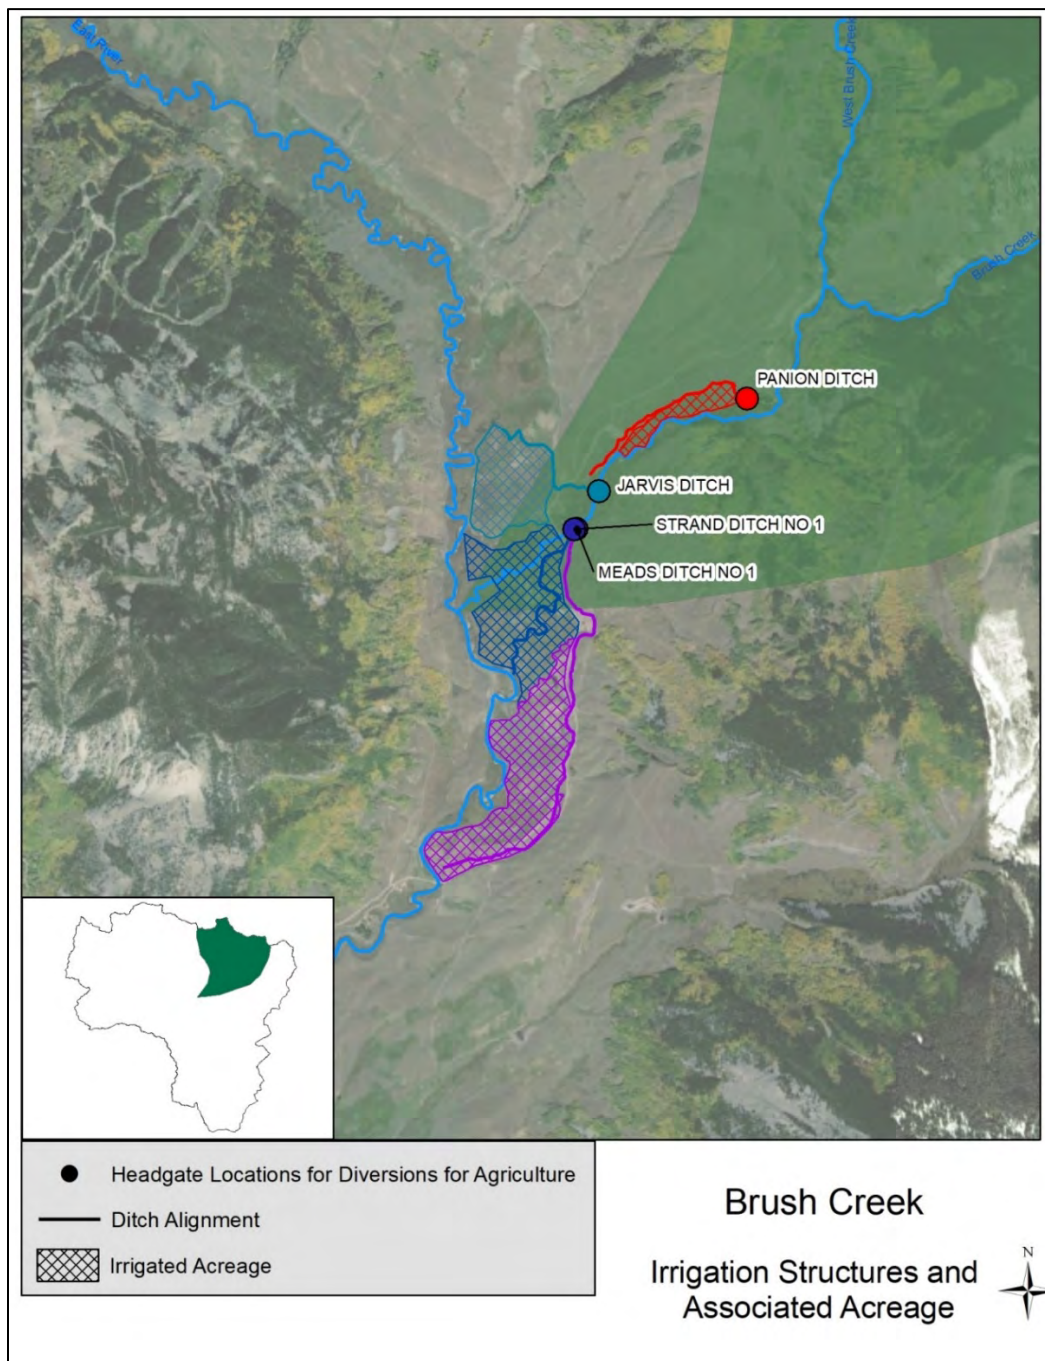 East River
West Brush Creek
Brush Creek
PANION DITCH
JARVIS DITCH
STRAND DITCH NO 1
MEADS DITCH NO 1
Headgate Locations for Diversions for Agriculture
Ditch Alignment
Irrigated Acreage
Brush Creek
Irrigation Structures and
Associated Acreage
N